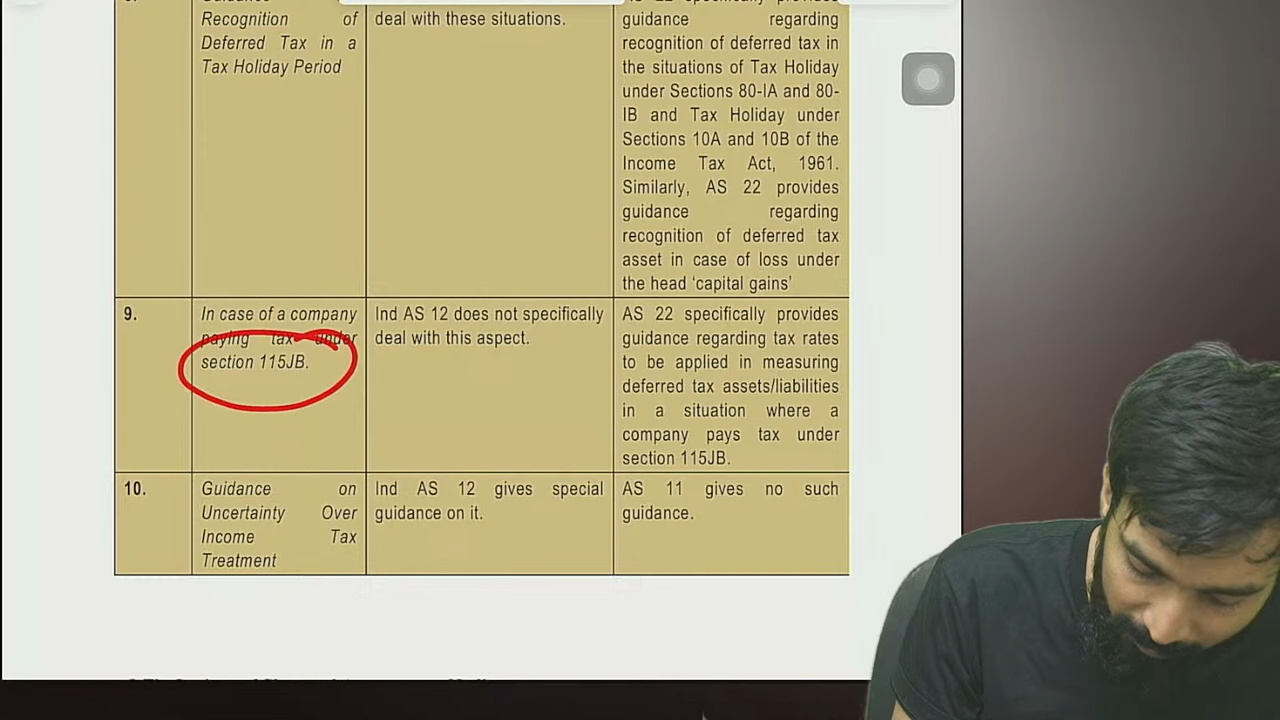 Recognition of
Deferred Tax in a
Tax Holiday Period
deal with these situations.
guidance regarding
recognition of deferred tax in
the situations of Tax Holiday
under Sections 80-IA and 80-
IB and Tax Holiday under
Sections 10A and 10B of the
Income Tax Act, 1961.
Similarly, AS 22 provides
guidance regarding
recognition of deferred tax
asset in case of loss under
the head ‘capital gains’
9.
In case of a company
paying tax under
section 115JB.
Ind AS 12 does not specifically
deal with this aspect.
AS 22 specifically provides
guidance regarding tax rates
to be applied in measuring
deferred tax assets/liabilities
in a situation where a
company pays tax under
section 115JB.
10.
Guidance on
Uncertainty Over
Income Tax
Treatment
Ind AS 12 gives special
guidance on it.
AS 11 gives no such
guidance.